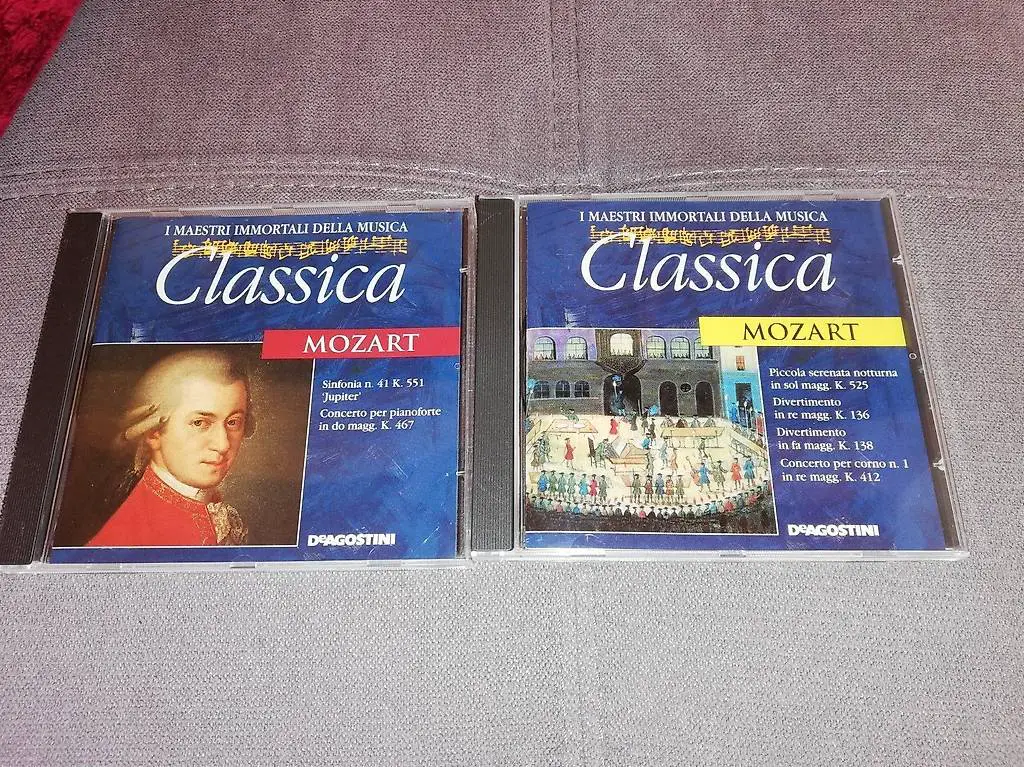 I MAESTRI IMMORTALI DELLA MUSICA
Classica
MOZART
Sinfonia n. 41 K. 551
'Jupiter'
Concerto per pianoforte
in do magg. K. 467
DeAGOSTINI
I MAESTRI IMMORTALI DELLA MUSICA
Classica
MOZART
Piccola serenata notturna
in sol magg. K. 525
Divertimento
in re magg. K. 136
Divertimento
in fa magg. K. 138
Concerto per corno n. 1
in re magg. K. 412
DeAGOSTINI